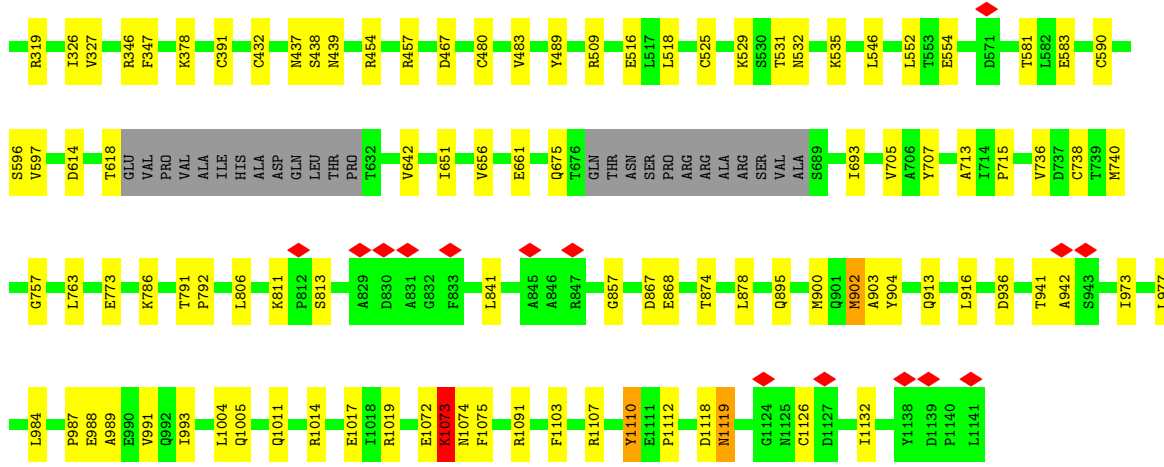 R319 I326 V327 R346 F347 K378 C391 C432 N437 S438 N439 R454 R457 D467 C480 V483 Y489 R509 E516 L517 L518 C525 K529 S530 T531 N532 K535 L546 L552 T553 E554 D571 T581 L582 E583 C590
S596 V597 D614 T618 GLU VAL PRO VAL ALA ILE HIS ALA ASP GLN LEU THR PRO T632 V642 I651 V656 E661 Q675 T676 GLN THR ASN SER PRO ARG ARG ALA ARG SER VAL ALA S689 I693 V705 A706 Y707 A713 I714 P715 V736 D737 C738 T739 M740
G757 L763 E773 K786 T791 P792 L806 K811 P812 S813 A829 D830 A831 G832 F833 L841 A845 A846 R847 G857 D867 E868 T874 L878 Q895 M900 Q901 M902 A903 Y904 Q913 L916 D936 T941 A942 S943 I973 L977
L984 P987 E988 A989 E990 V991 Q992 I993 L1004 Q1005 Q1011 R1014 E1017 I1018 R1019 E1072 K1073 N1074 F1075 R1091 F1103 R1107 Y1110 E1111 P1112 D1118 N1119 G1124 N1125 C1126 D1127 I1132 Y1138 D1139 P1140 L1141